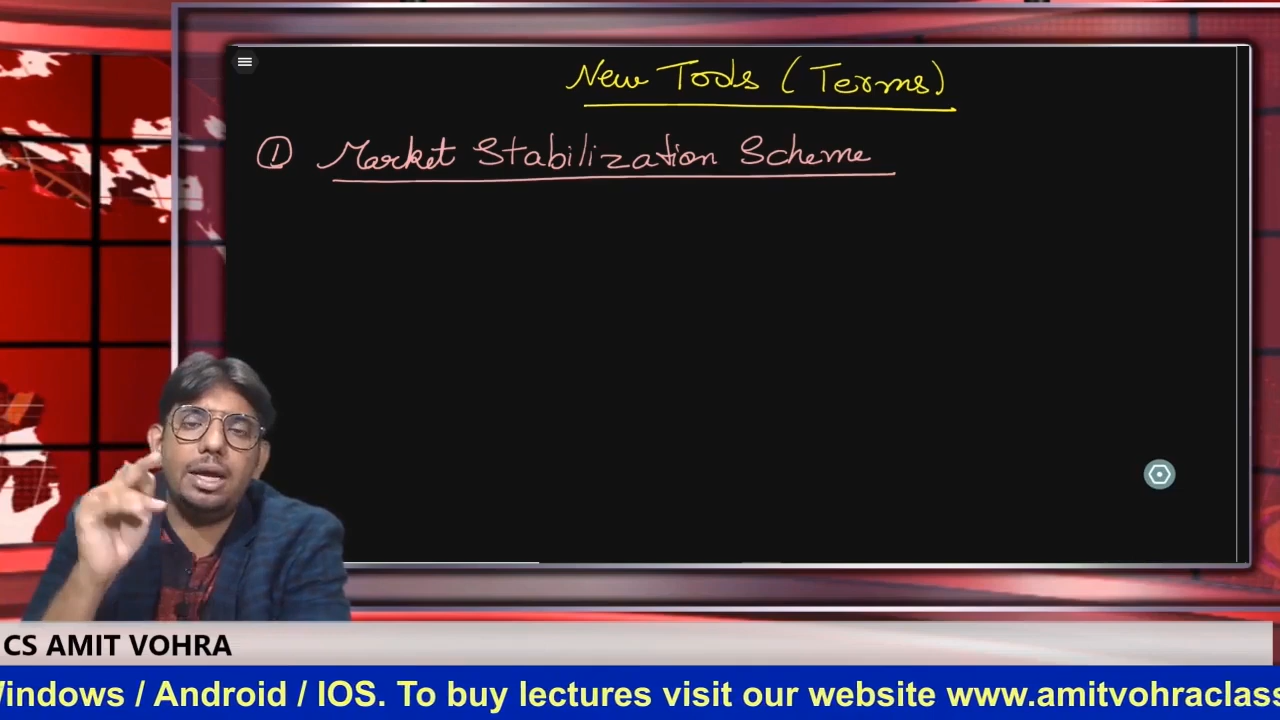 New Tools (Terms)
① Market Stabilization Scheme
CS AMIT VOHRA
Windows / Android / IOS. To buy lectures visit our website www.amitvohraclass